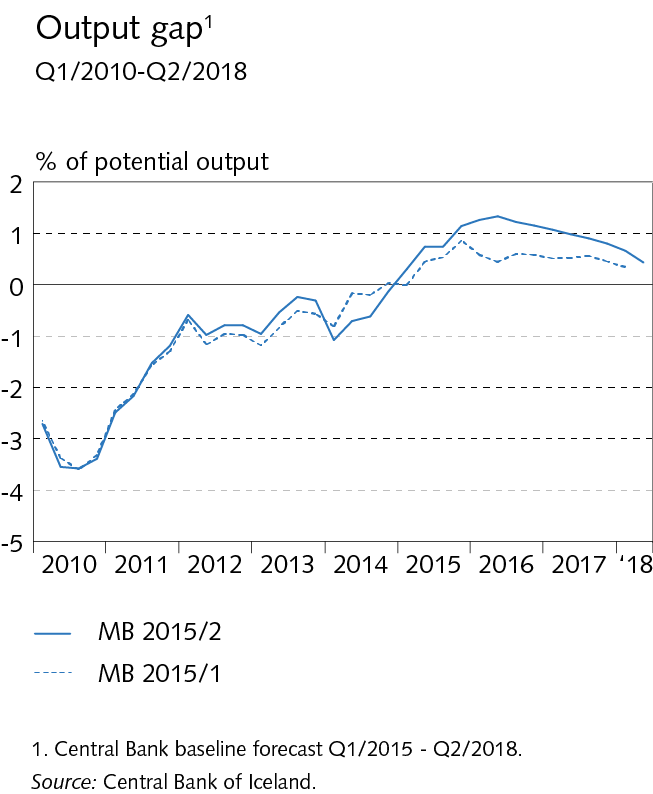 Output gap¹
Q1/2010-Q2/2018
% of potential output
2
1
0
-1
-2
-3
-4
-5
2010 2011 2012 2013 2014 2015 2016 2017 ‘18
MB 2015/2
MB 2015/1
1. Central Bank baseline forecast Q1/2015 - Q2/2018.
Source: Central Bank of Iceland.